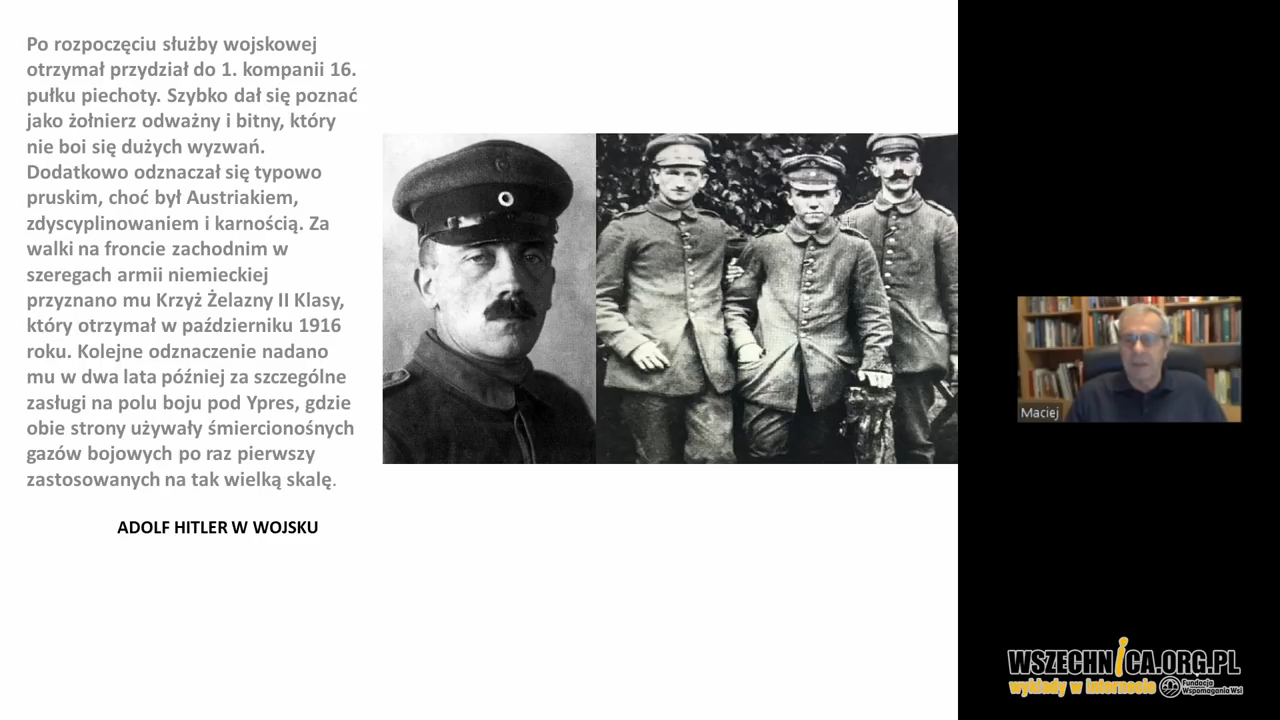 Po rozpoczęciu służby wojskowej
otrzymał przydział do 1. kompanii 16.
pułku piechoty. Szybko dał się poznać
jako żołnierz odważny i bitny, który
nie boi się dużych wyzwań.
Dodatkowo odznaczał się typowo
pruskim, choć był Austriakiem,
zdyscyplinowaniem i karnością. Za
walki na froncie zachodnim w
szeregach armii niemieckiej
przyznano mu Krzyż Żelazny II Klasy,
który otrzymał w październiku 1916
roku. Kolejne odznaczenie nadano
mu w dwa lata później za szczególne
zasługi na polu boju pod Ypres, gdzie
obie strony używały śmiercionośnych
gazów bojowych po raz pierwszy
zastosowanych na tak wielką skalę.
ADOLF HITLER W WOJSKU
Maciej
WSZECHNICA.ORG.PL
wykłady w internecie
Fundacja
Wspomagania Wsi